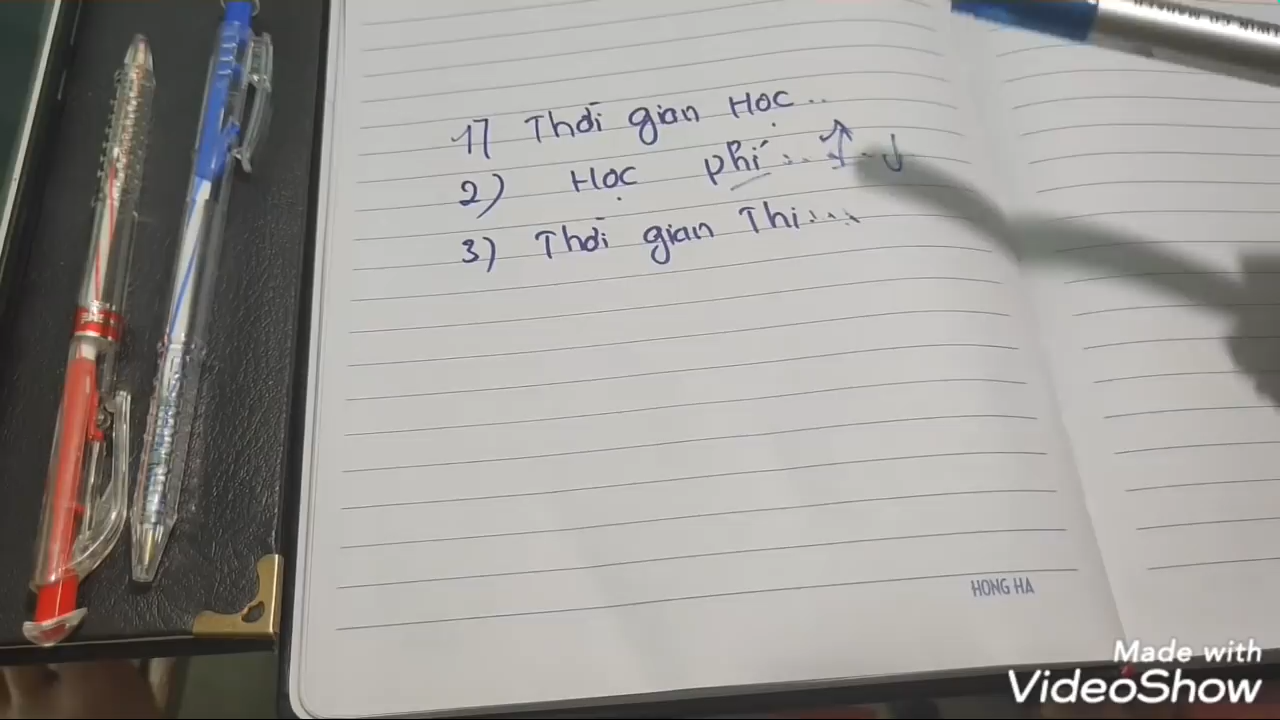 1) Thời gian Học..
2) Học phí... ↑.↓
3) Thời gian Thi....
HONG HA
Made with
VideoShow